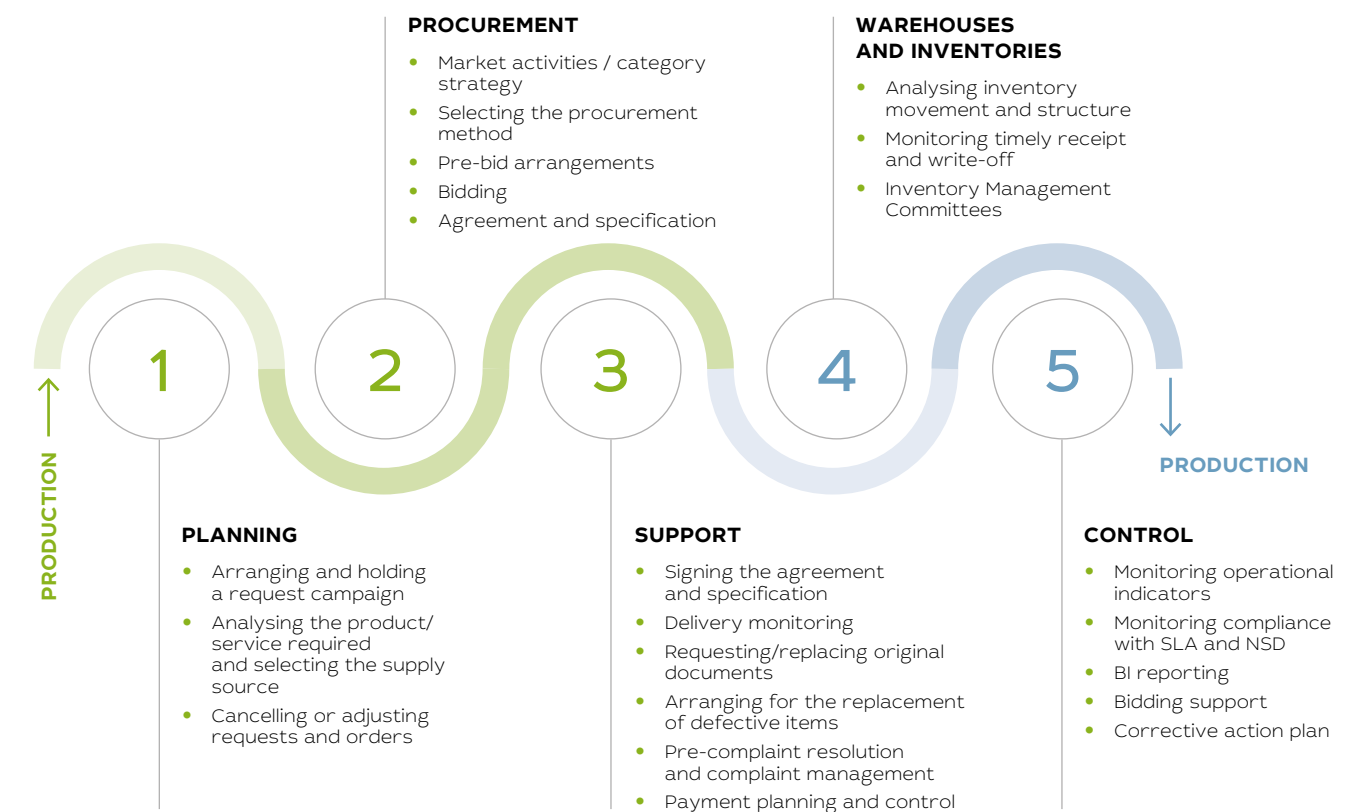 PROCUREMENT
• Market activities / category
strategy
• Selecting the procurement
method
• Pre-bid arrangements
• Bidding
• Agreement and specification
WAREHOUSES
AND INVENTORIES
• Analysing inventory
movement and structure
• Monitoring timely receipt
and write-off
• Inventory Management
Committees
1
2
3
4
5
PRODUCTION
PRODUCTION
PLANNING
• Arranging and holding
a request campaign
• Analysing the product/
service required
and selecting the supply
source
• Cancelling or adjusting
requests and orders
SUPPORT
• Signing the agreement
and specification
• Delivery monitoring
• Requesting/replacing original
documents
• Arranging for the replacement
of defective items
• Pre-complaint resolution
and complaint management
• Payment planning and control
CONTROL
• Monitoring operational
indicators
• Monitoring compliance
with SLA and NSD
• BI reporting
• Bidding support
• Corrective action plan